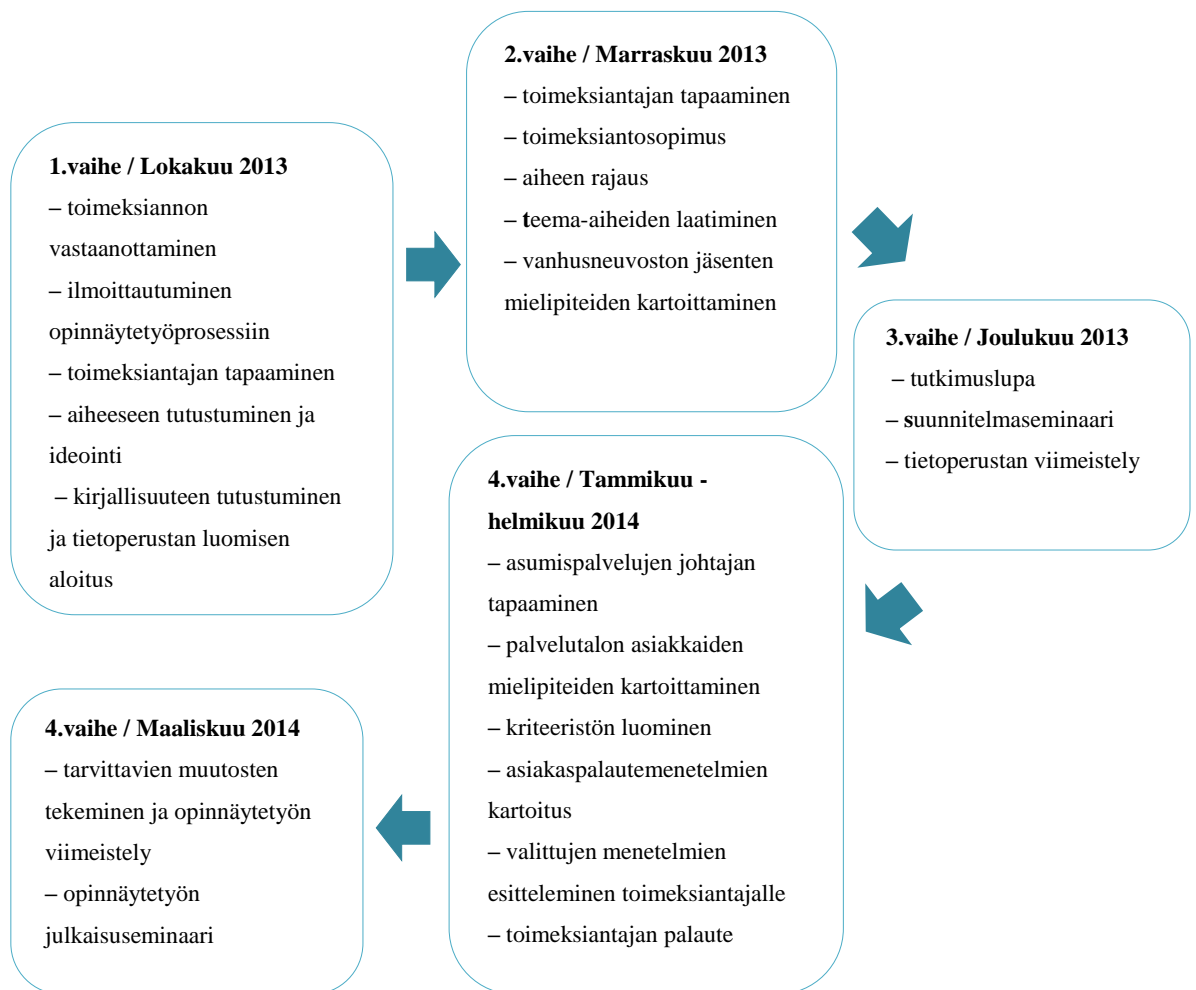 1.vaihe / Lokakuu 2013
– toimeksiannon
vastaanottaminen
– ilmoittautuminen
opinnäytetyöprosessiin
– toimeksiantajan tapaaminen
– aiheeseen tutustuminen ja
ideointi
– kirjallisuuteen tutustuminen
ja tietoperustan luomisen
aloitus
2.vaihe / Marraskuu 2013
– toimeksiantajan tapaaminen
– toimeksiantosopimus
– aiheen rajaus
– teema-aiheiden laatiminen
– vanhusneuvoston jäsenten
mielipiteiden kartoittaminen
3.vaihe / Joulukuu 2013
– tutkimuslupa
– suunnitelmaseminaari
– tietoperustan viimeistely
4.vaihe / Tammikuu -
helmikuu 2014
– asumispalvelujen johtajan
tapaaminen
– palvelutalon asiakkaiden
mielipiteiden kartoittaminen
– kriteeristön luominen
– asiakaspalautemenetelmien
kartoitus
– valittujen menetelmien
esitteleminen toimeksiantajalle
– toimeksiantajan palaute
4.vaihe / Maaliskuu 2014
– tarvittavien muutosten
tekeminen ja opinnäytetyön
viimeistely
– opinnäytetyön
julkaisuseminaari